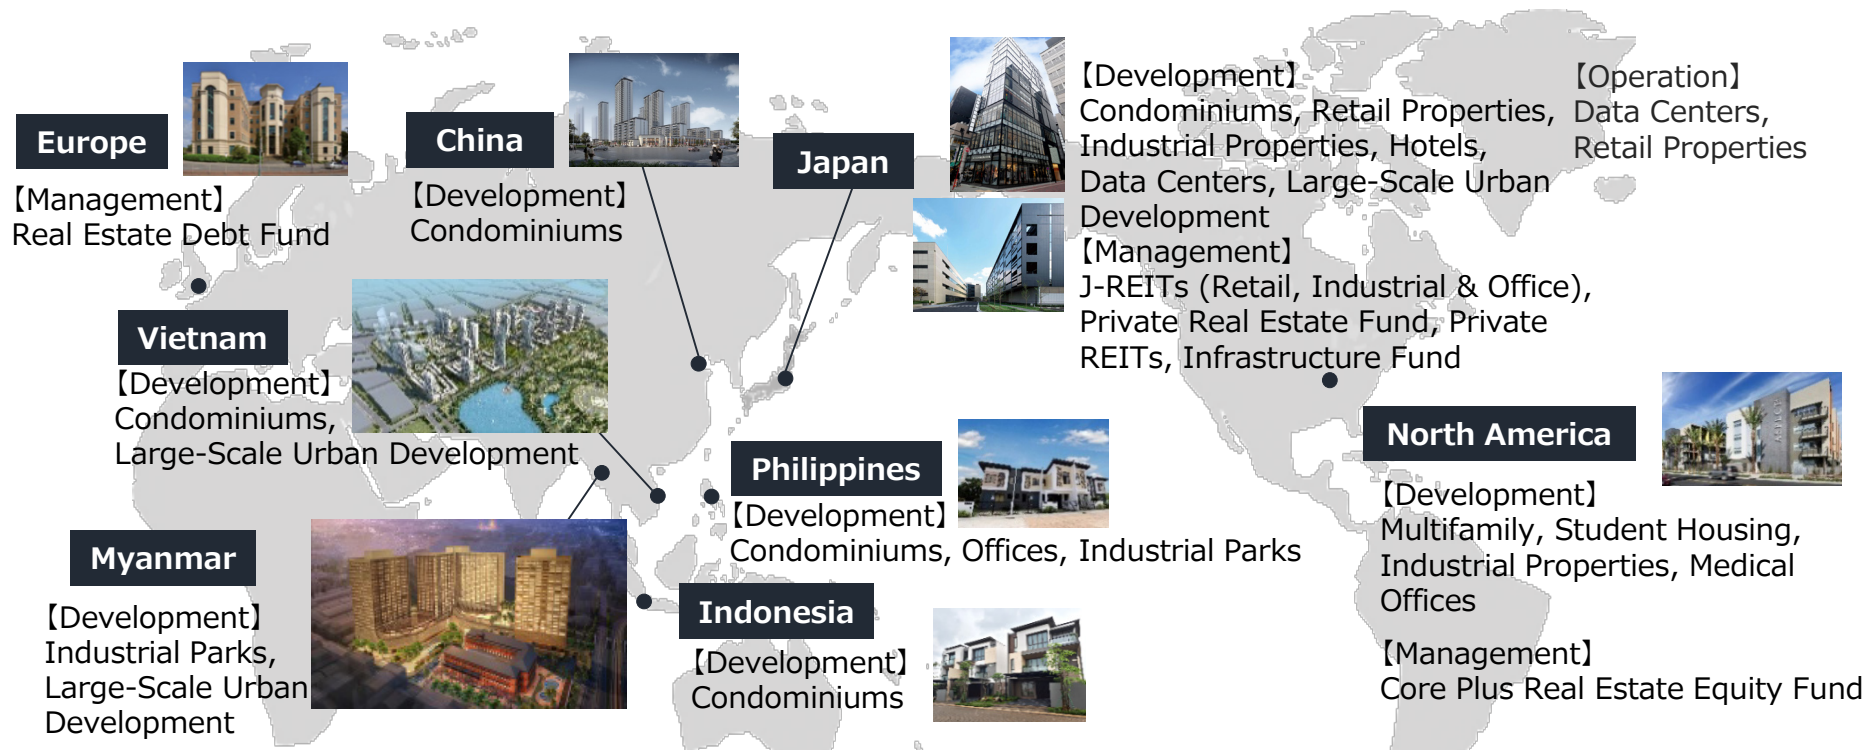 Europe
【Management】
Real Estate Debt Fund
China
【Development】
Condominiums
Japan
【Development】
Condominiums, Retail Properties,
Industrial Properties, Hotels,
Data Centers, Large-Scale Urban
Development
【Management】
J-REITs (Retail, Industrial & Office),
Private Real Estate Fund, Private
REITs, Infrastructure Fund
【Operation】
Data Centers,
Retail Properties
Vietnam
【Development】
Condominiums,
Large-Scale Urban Development
Philippines
【Development】
Condominiums, Offices, Industrial Parks
North America
【Development】
Multifamily, Student Housing,
Industrial Properties, Medical
Offices
【Management】
Core Plus Real Estate Equity Fund
Myanmar
【Development】
Industrial Parks,
Large-Scale Urban
Development
Indonesia
【Development】
Condominiums